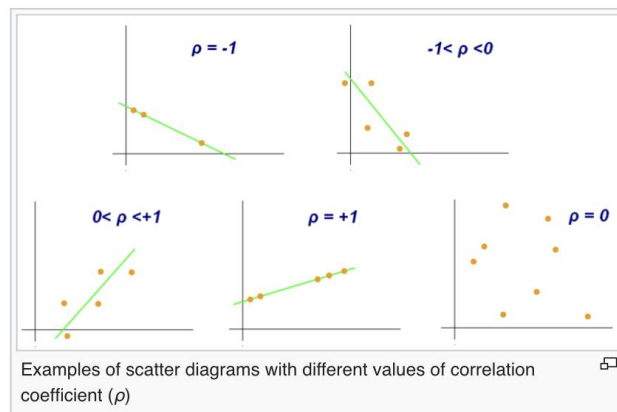 ρ = -1
-1< ρ <0
0< ρ <+1
ρ = +1
ρ = 0
Examples of scatter diagrams with different values of correlation
coefficient (ρ)